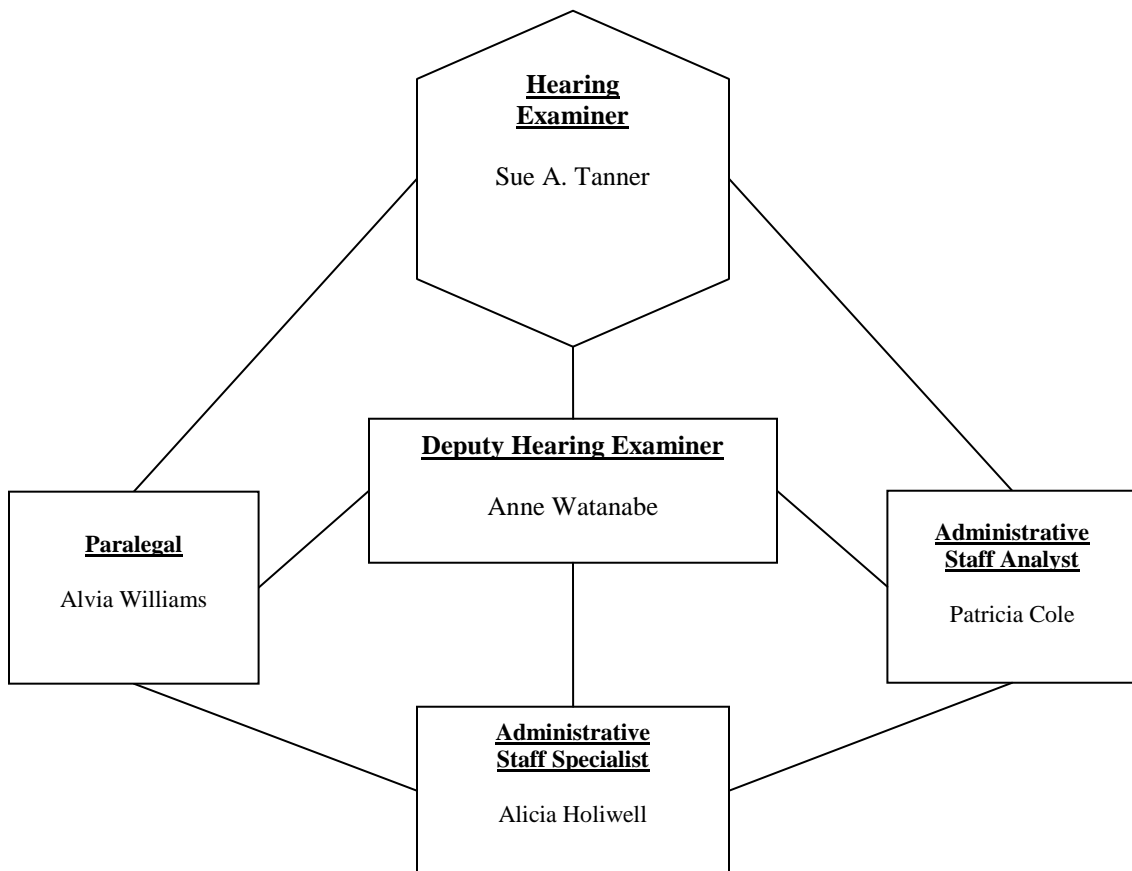 Hearing
Examiner
Sue A. Tanner
Deputy Hearing Examiner
Anne Watanabe
Paralegal
Alvia Williams
Administrative
Staff Analyst
Patricia Cole
Administrative
Staff Specialist
Alicia Holiwell